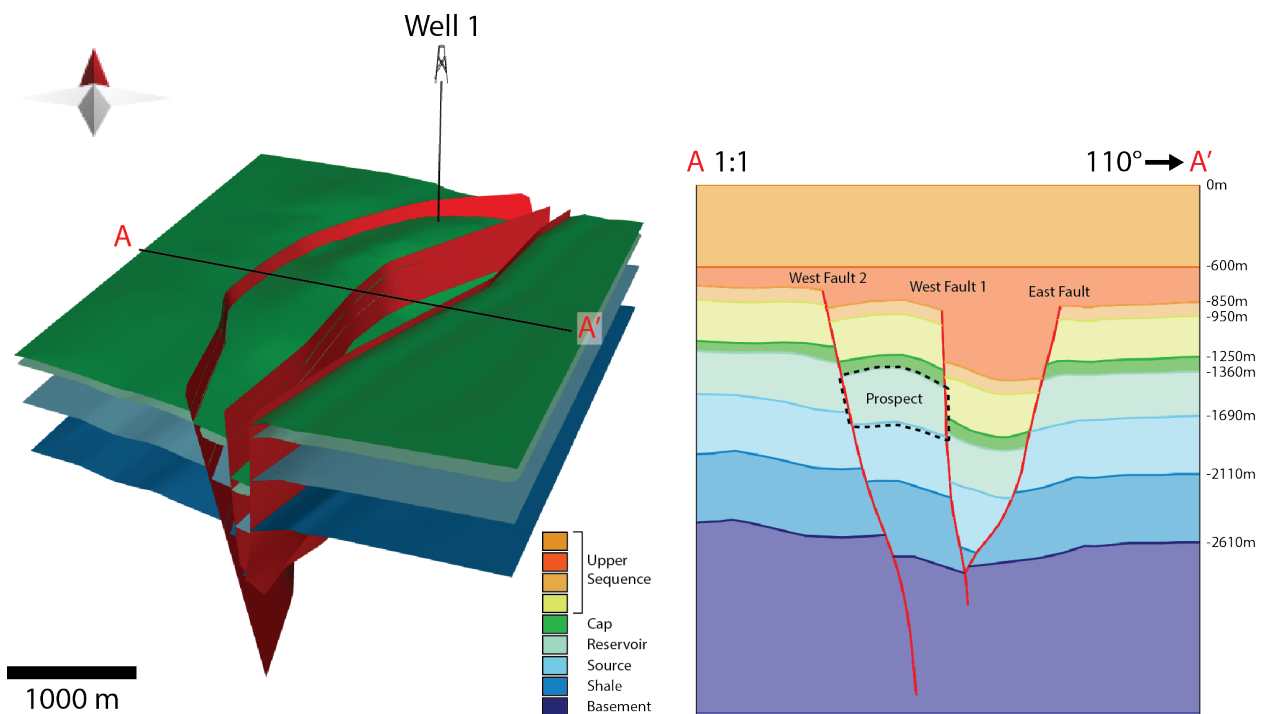 Well 1
A
A’
1000 m
Upper
Sequence
Cap
Reservoir
Source
Shale
Basement
A 1:1
110°
A’
0m
-600m
-850m
-950m
-1250m
-1360m
-1690m
-2110m
-2610m
West Fault 2
West Fault 1
East Fault
Prospect